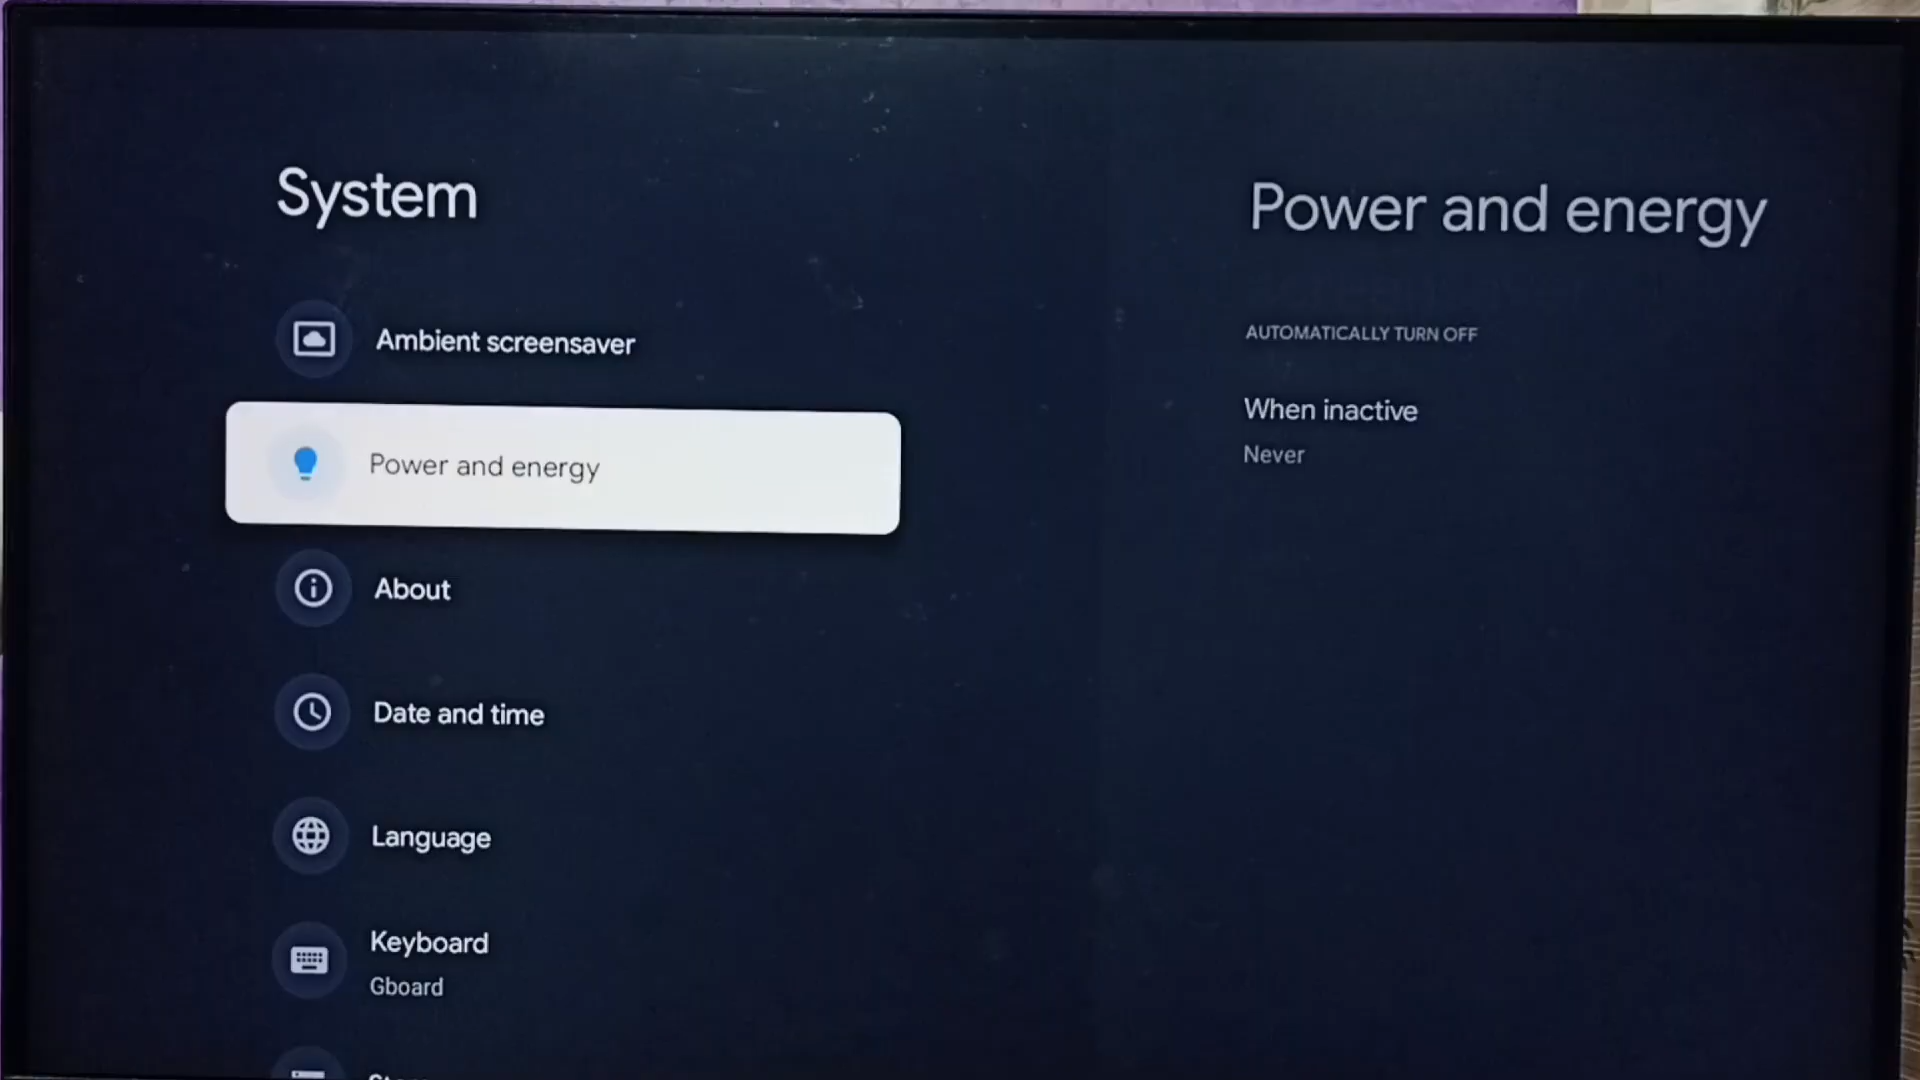 System
Ambient screensaver
Power and energy
About
Date and time
Language
Keyboard
Gboard
Power and energy
AUTOMATICALLY TURN OFF
When inactive
Never